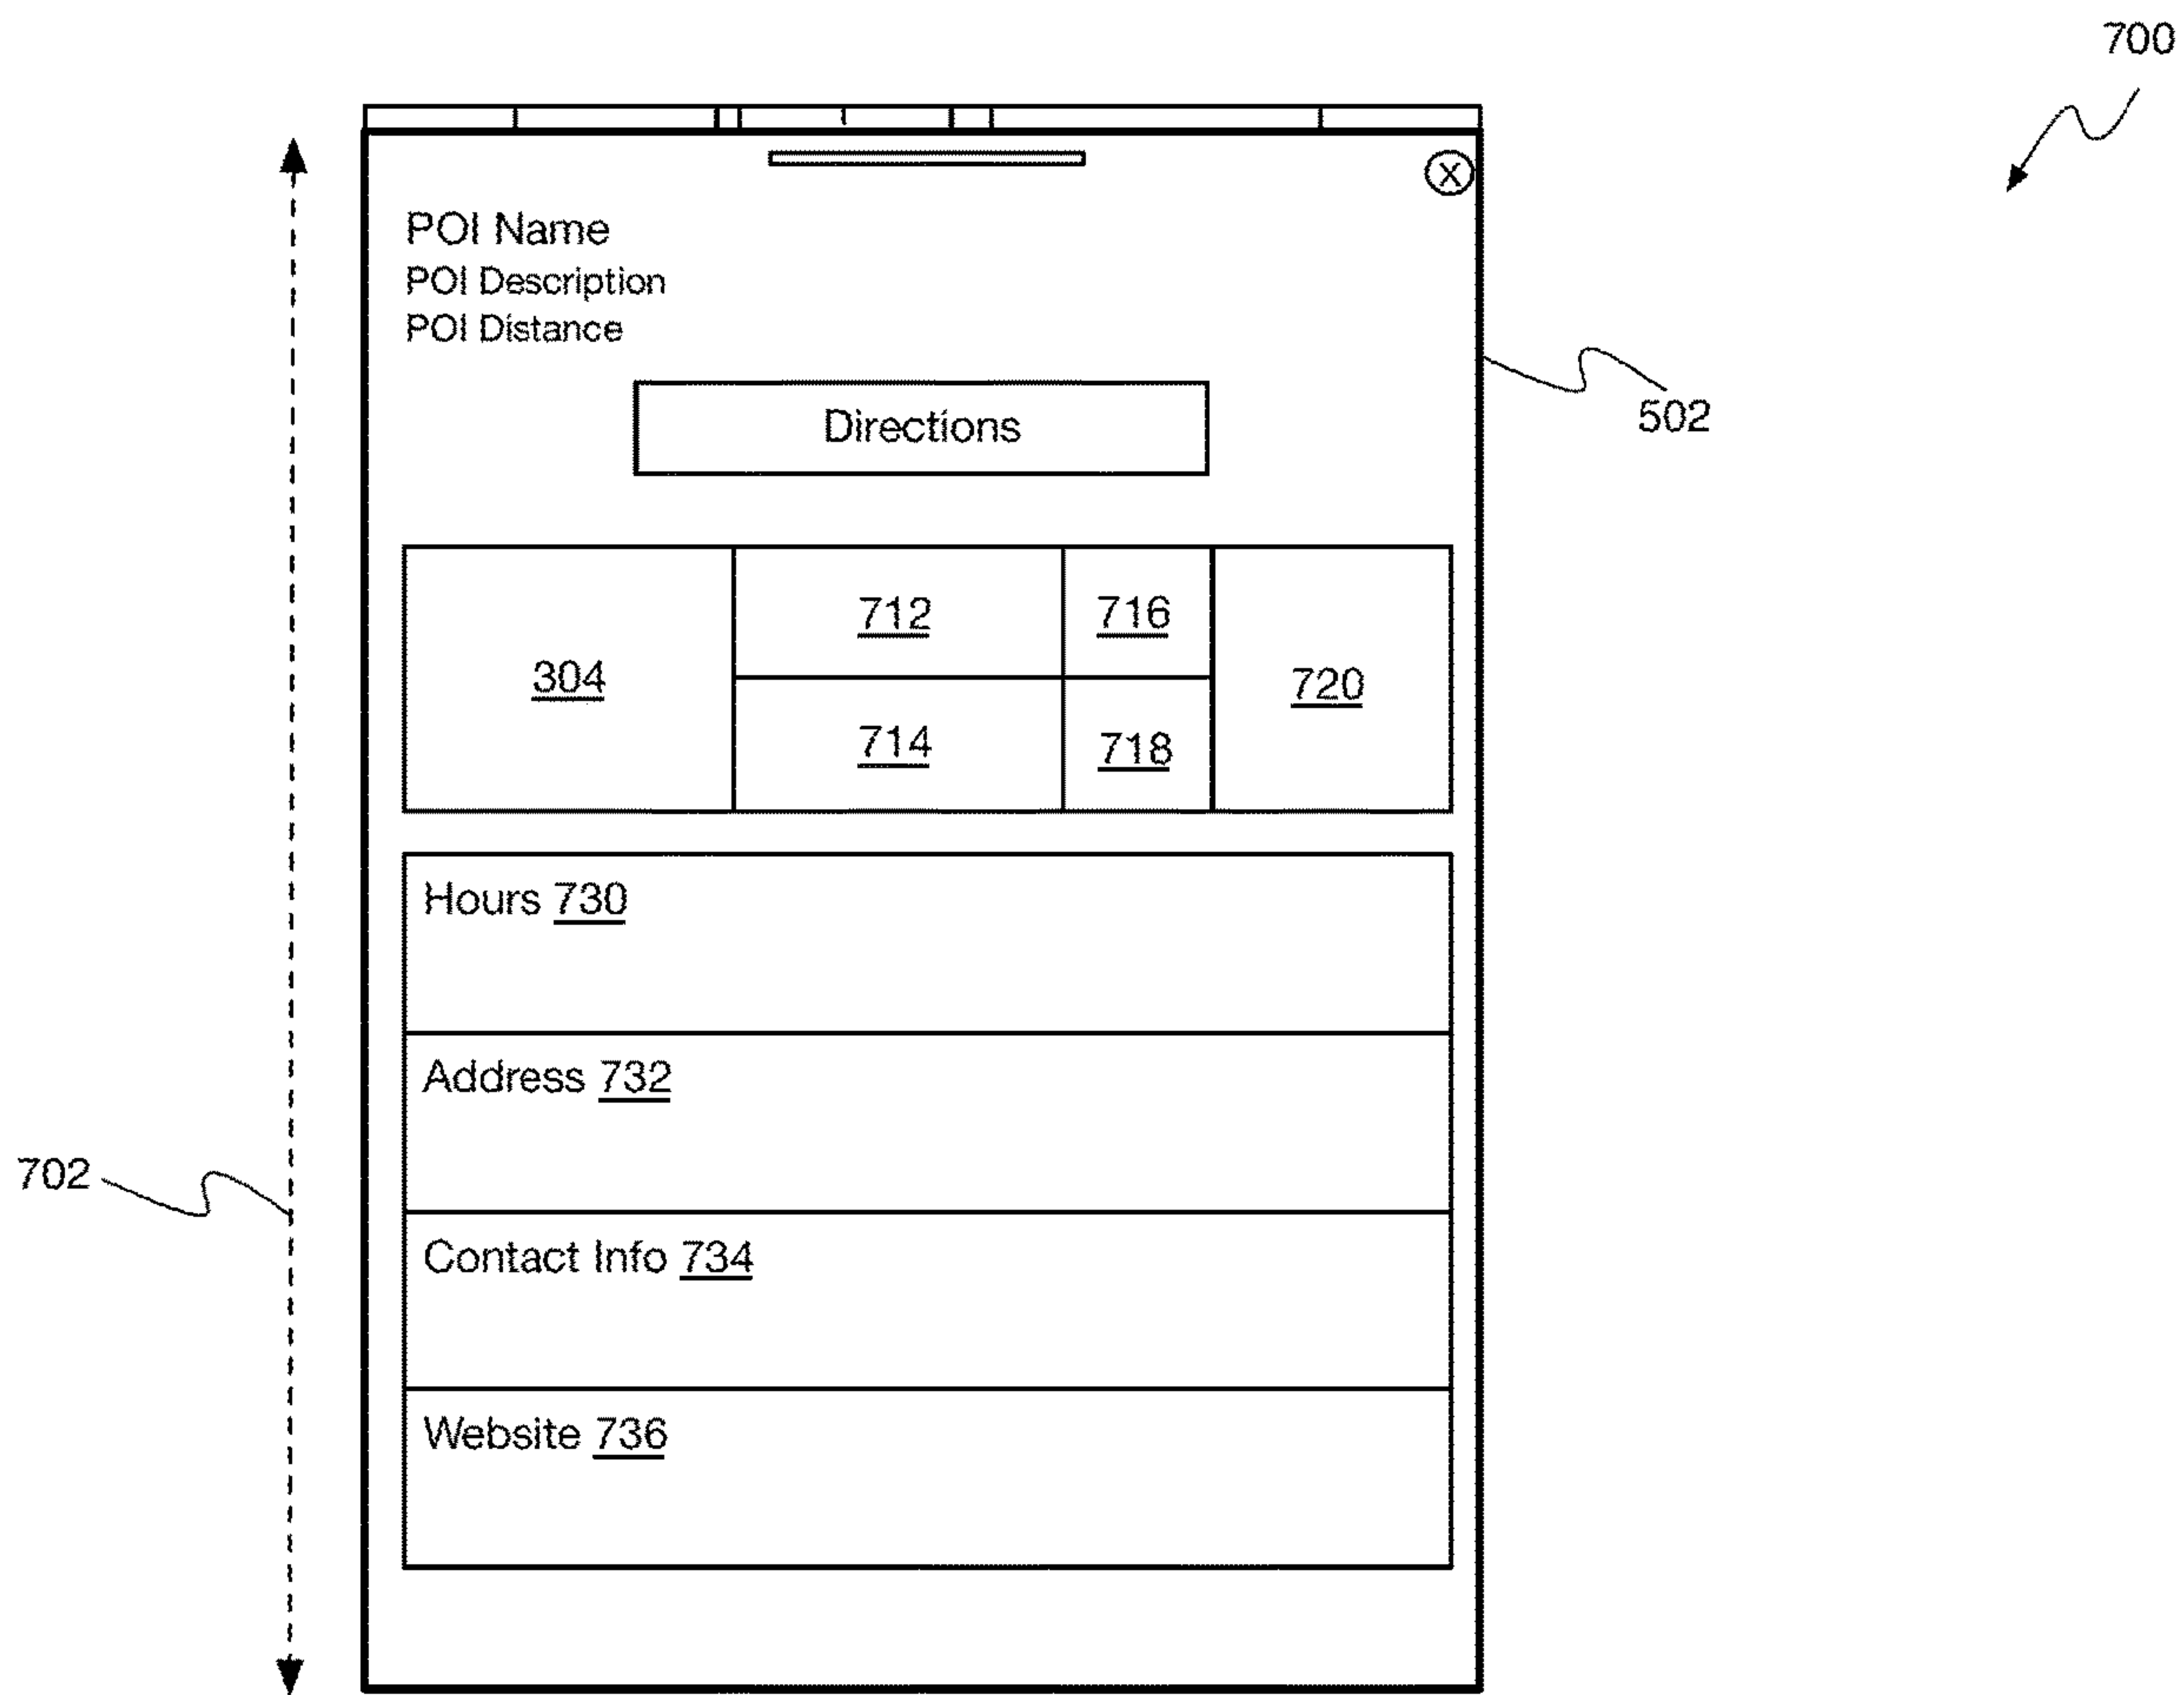 700
X
POI Name
POI Description
POI Distance
502
Directions
712
716
304
720
714
718
Hours 730
Address 732
702
Contact Info 734
Website 736